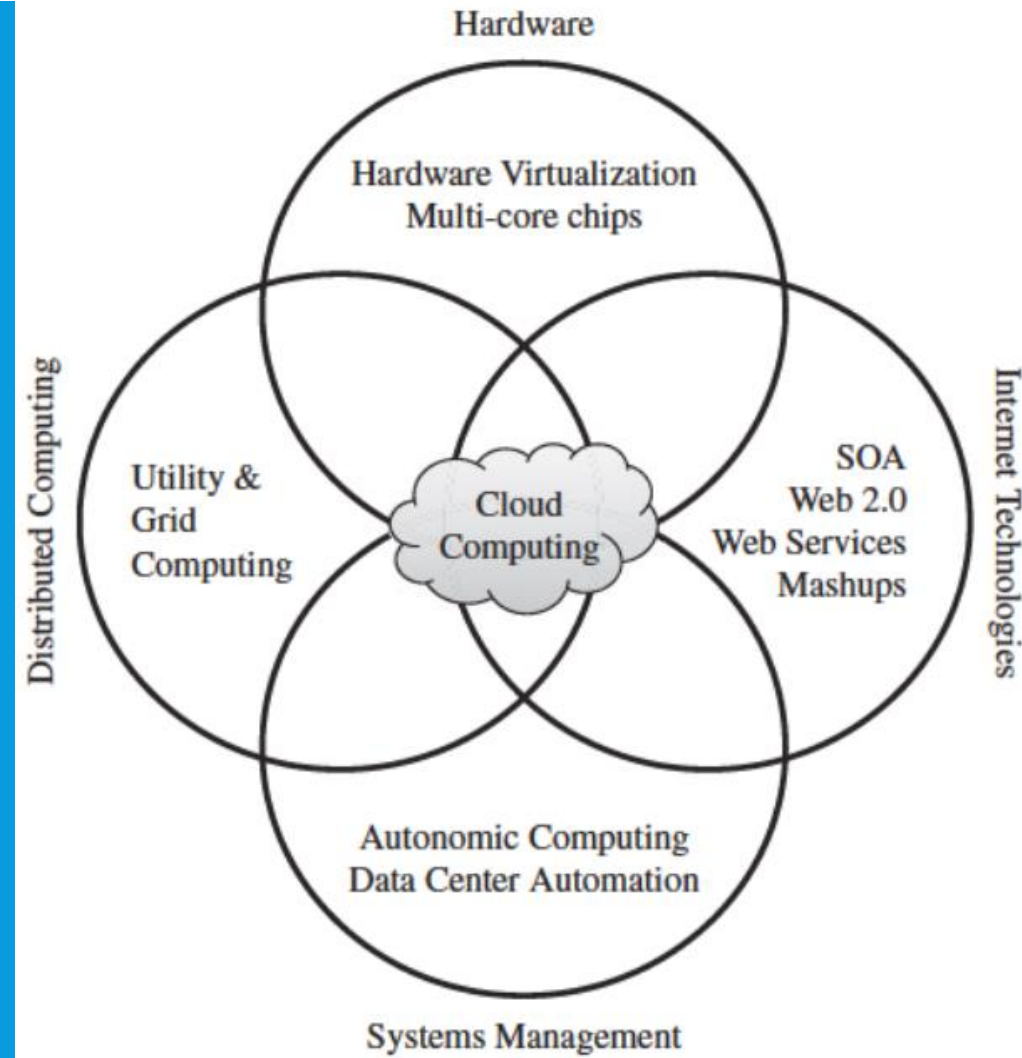 Hardware
Hardware Virtualization
Multi-core chips
Distributed Computing
Utility &
Grid
Computing
Cloud
Computing
SOA
Web 2.0
Web Services
Mashups
Internet Technologies
Autonomic Computing
Data Center Automation
Systems Management